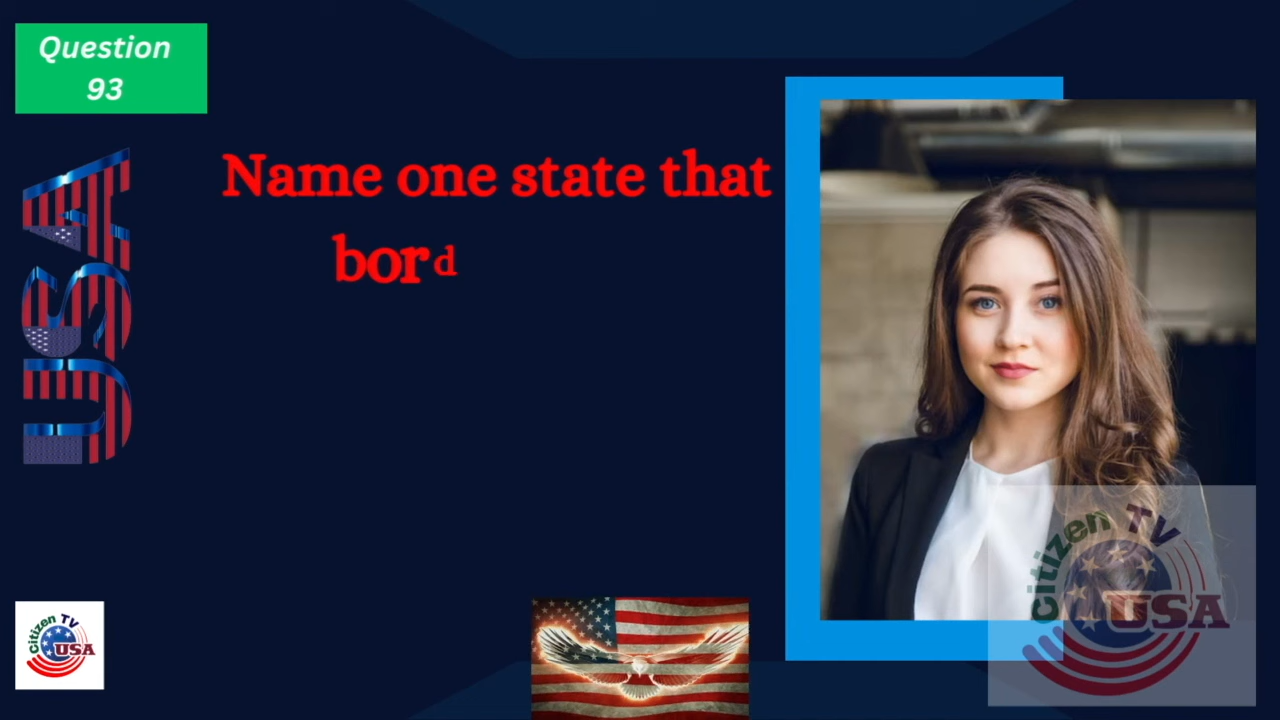 Question
93
Name one state that
bord
USA
Citizen TV
USA
Citizen TV
USA